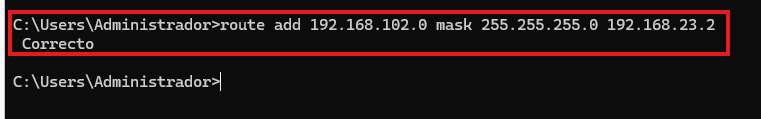 C:\Users\Administrador>route add 192.168.102.0 mask 255.255.255.0 192.168.23.2
Correcto
C:\Users\Administrador>